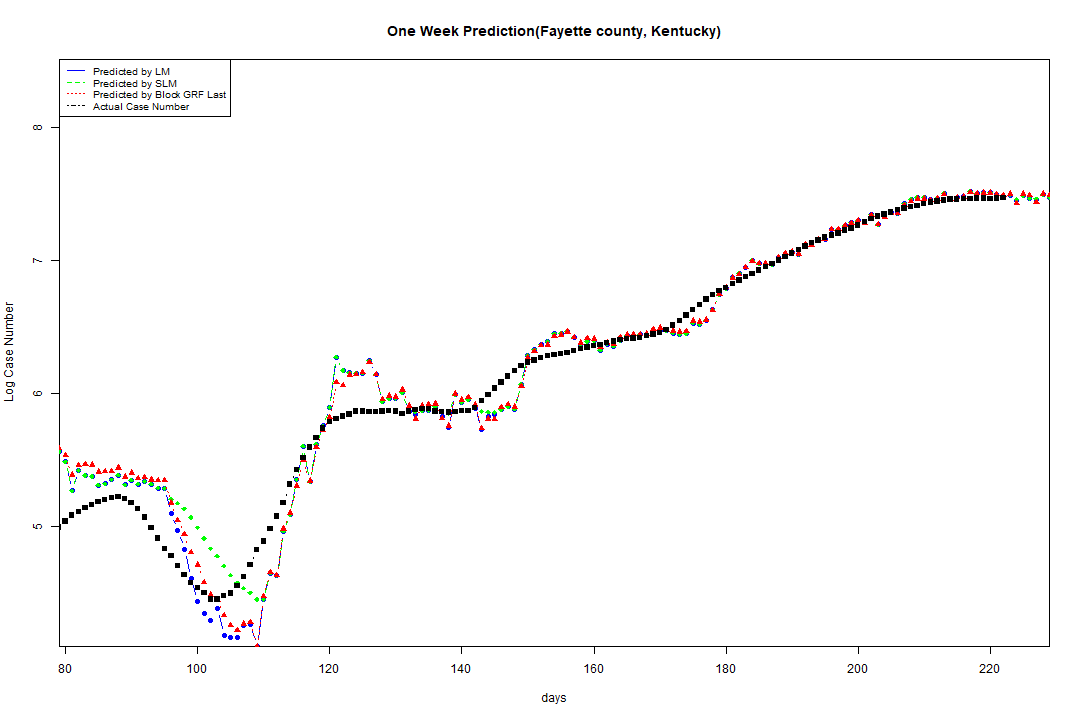 One Week Prediction(Fayette county, Kentucky)
Predicted by LM
Predicted by SLM
Predicted by Block GRF Last
Actual Case Number
8
7
6
5
Log Case Number
80 100 120 140 160 180 200 220
days